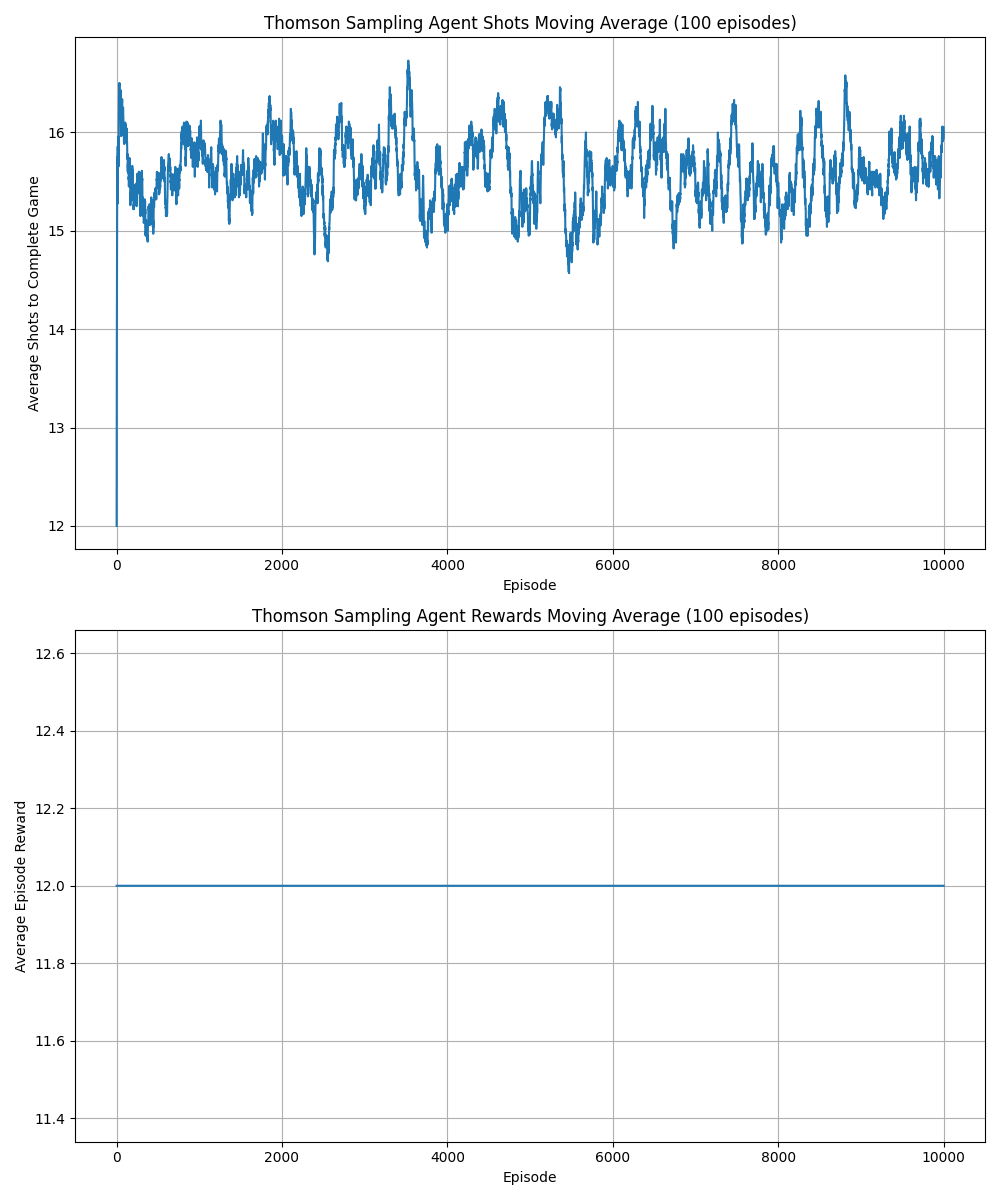 Thomson Sampling Agent Shots Moving Average (100 episodes)
Average Shots to Complete Game
16
15
14
13
12
0 2000 4000 6000 8000 10000
Episode
Thomson Sampling Agent Rewards Moving Average (100 episodes)
Average Episode Reward
12.6
12.4
12.2
12.0
11.8
11.6
11.4
0 2000 4000 6000 8000 10000
Episode